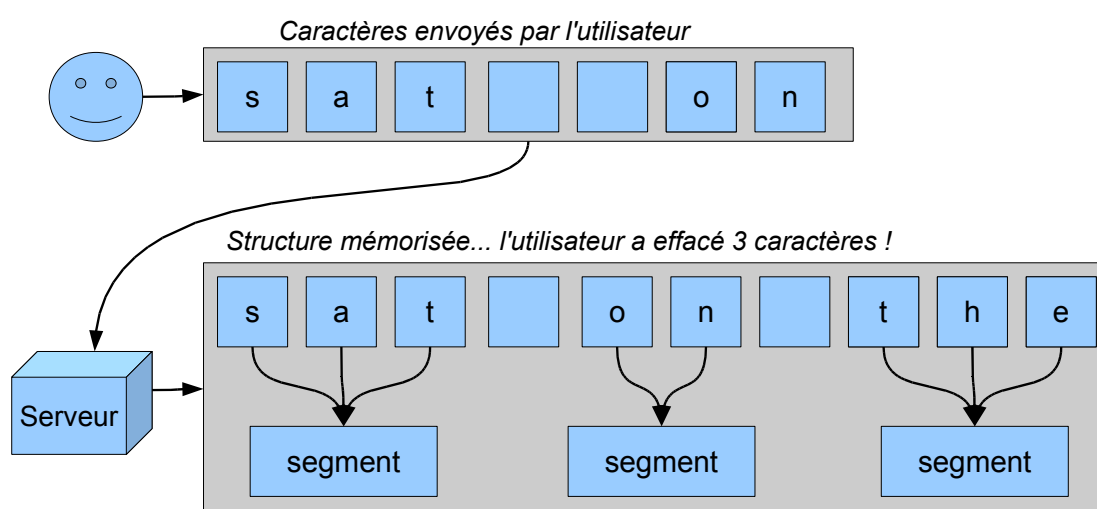 Caractères envoyés par l'utilisateur
s a t o n
Structure mémorisée... l'utilisateur a effacé 3 caractères !
s a t o n t h e
Serveur
segment segment segment